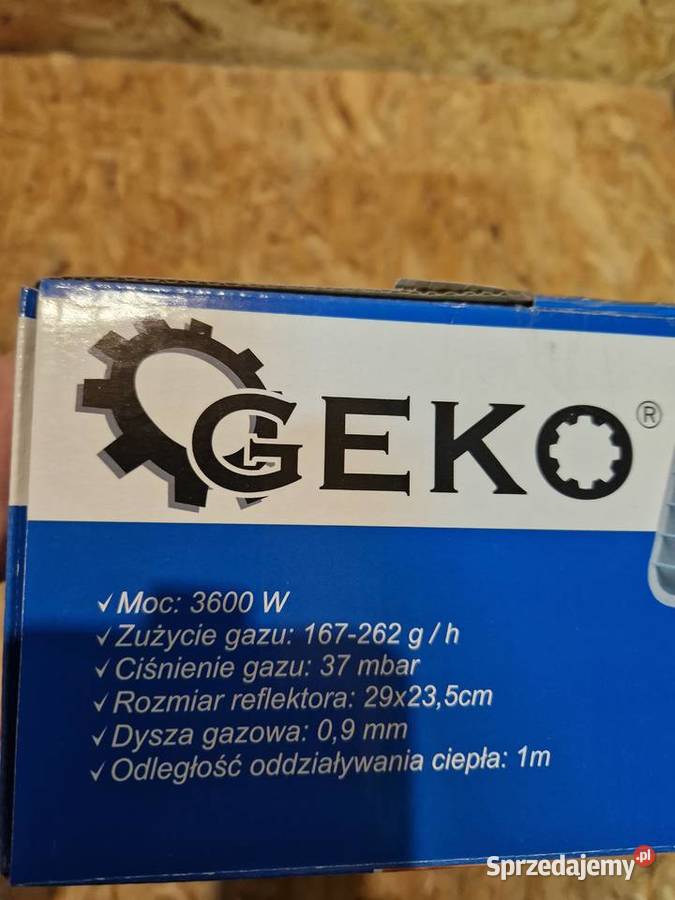 GEKO®
✓ Moc: 3600 W
✓ Zużycie gazu: 167-262 g / h
✓ Ciśnienie gazu: 37 mbar
✓ Rozmiar reflektora: 29x23,5cm
✓ Dysza gazowa: 0,9 mm
✓ Odległość oddziaływania ciepła: 1m
Sprzedajemy.pl